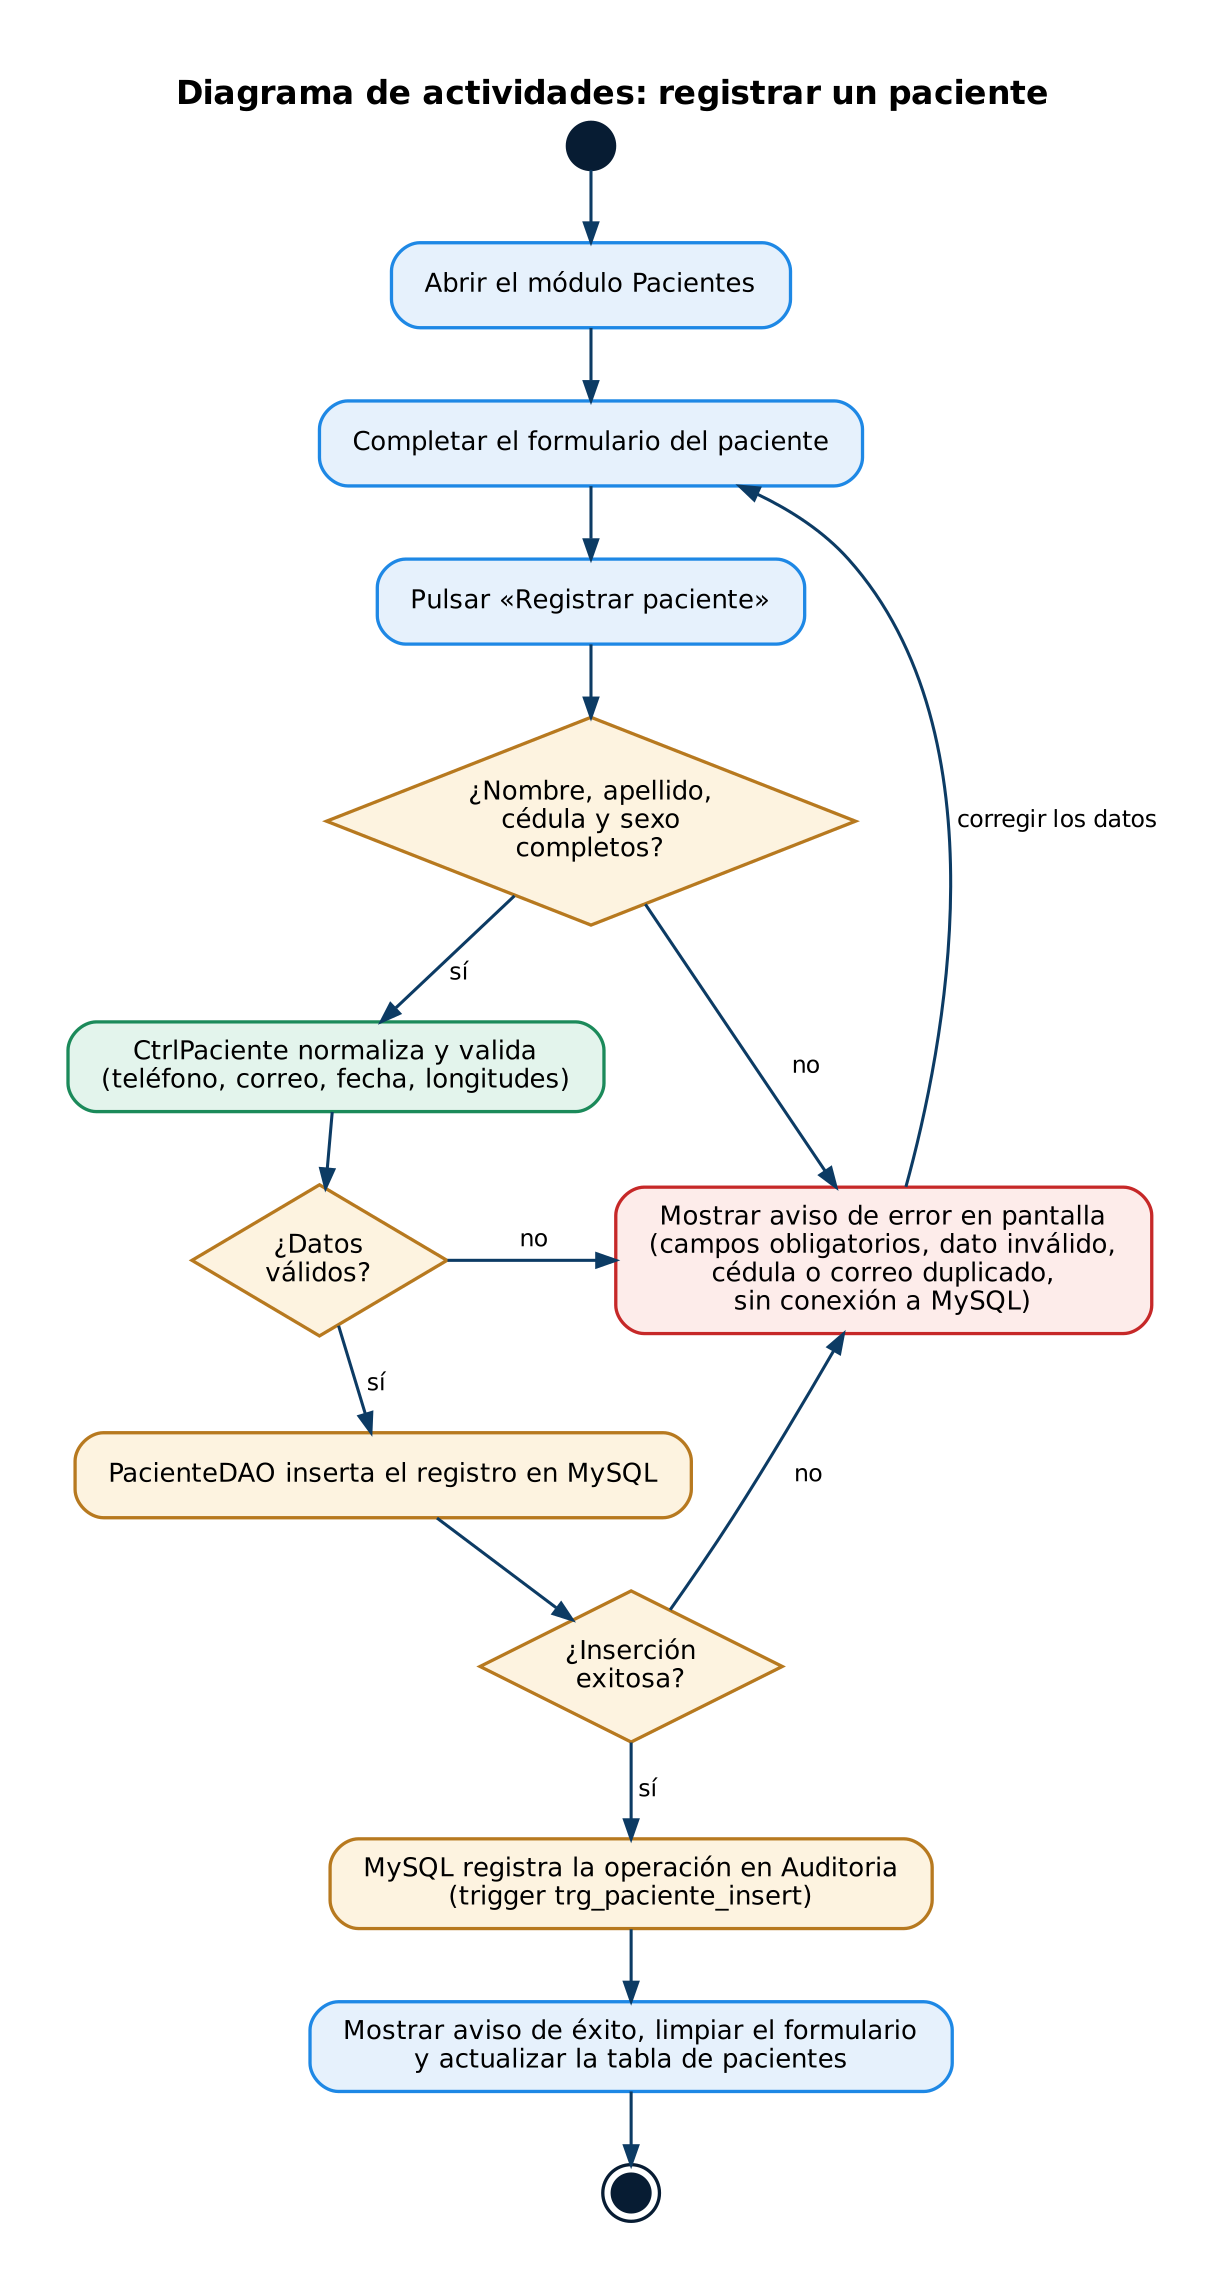 Diagrama de actividades: registrar un paciente
Abrir el módulo Pacientes
Completar el formulario del paciente
Pulsar «Registrar paciente»
¿Nombre, apellido,
cédula y sexo
completos?
corregir los datos
sí
CtrlPaciente normaliza y valida
(teléfono, correo, fecha, longitudes)
no
¿Datos
válidos?
no
Mostrar aviso de error en pantalla
(campos obligatorios, dato inválido,
cédula o correo duplicado,
sin conexión a MySQL)
sí
PacienteDAO inserta el registro en MySQL
no
¿Inserción
exitosa?
sí
MySQL registra la operación en Auditoria
(trigger trg_paciente_insert)
Mostrar aviso de éxito, limpiar el formulario
y actualizar la tabla de pacientes